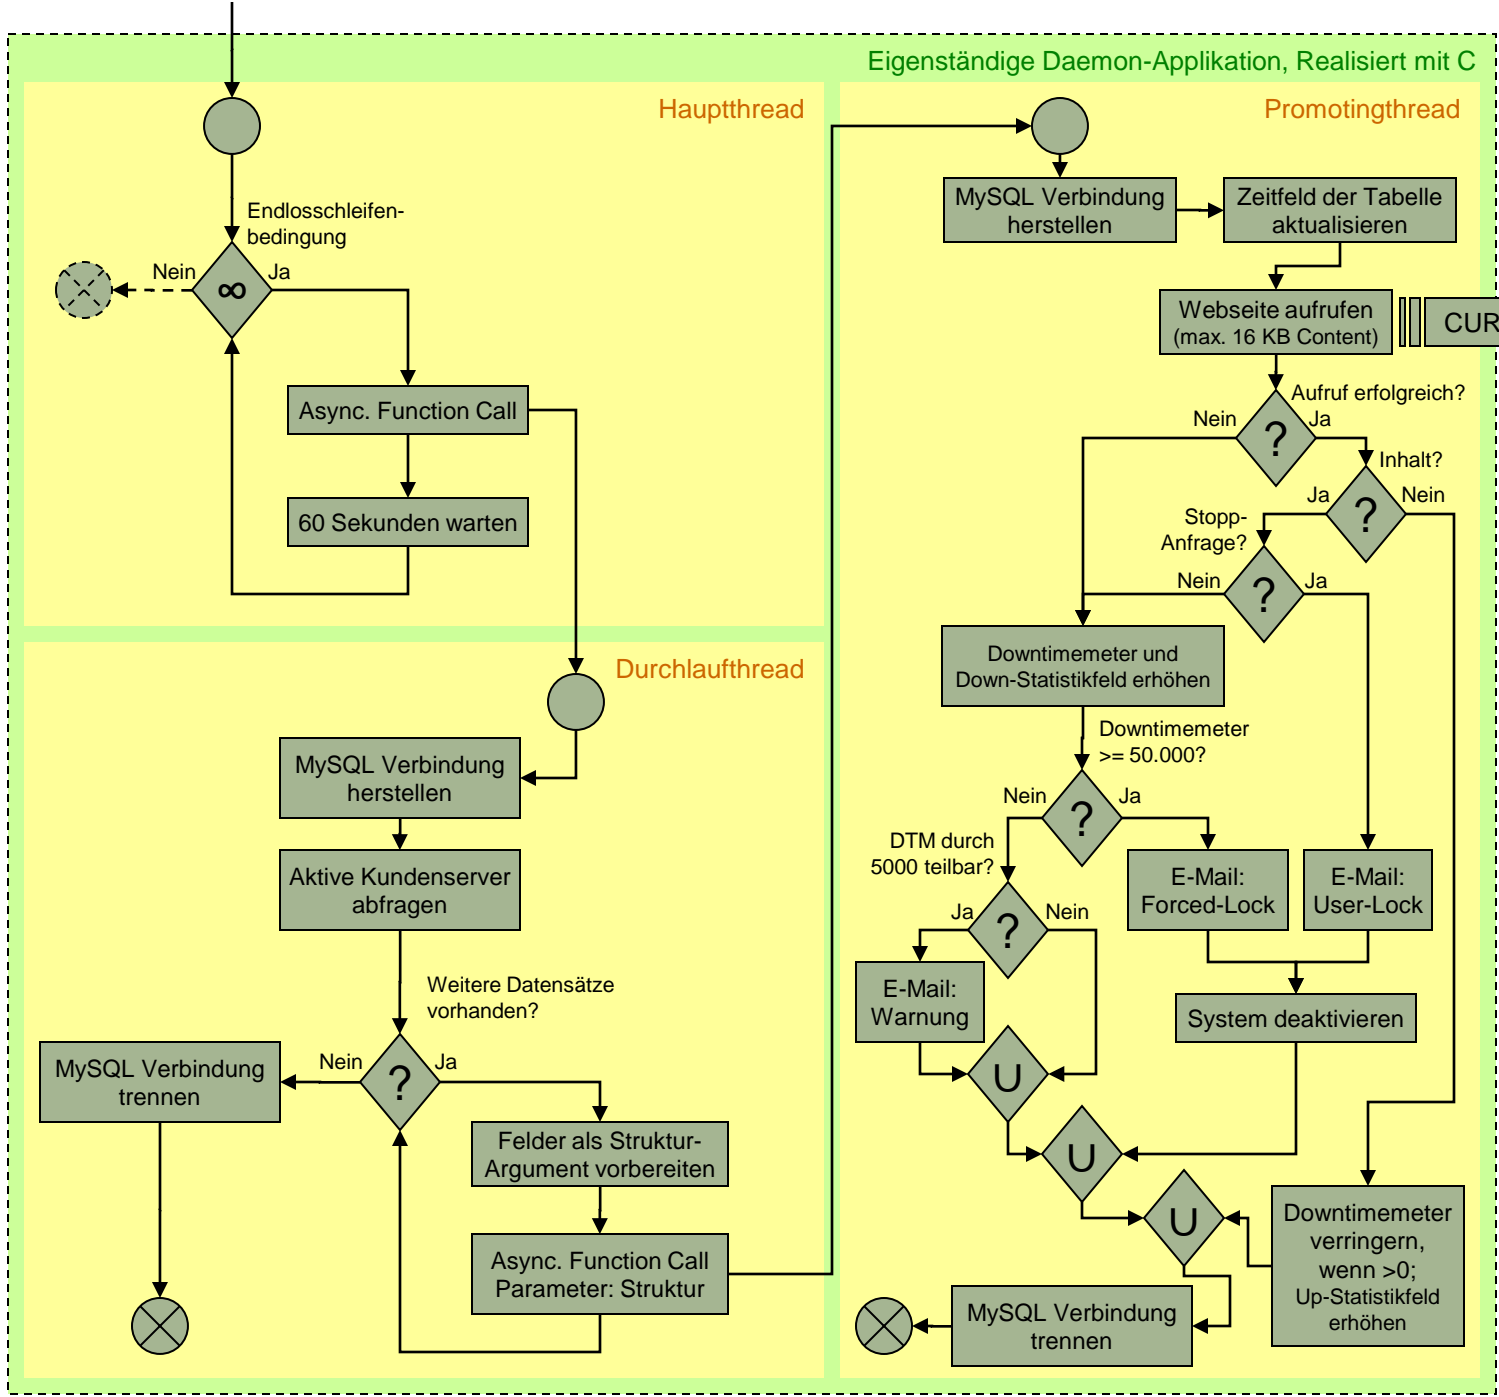 Eigenständige Daemon-Applikation, Realisiert mit C
Hauptthread
Endlosschleifen-
bedingung
Nein
Ja
∞
Async. Function Call
60 Sekunden warten
Durchlaufthread
MySQL Verbindung
herstellen
Aktive Kundenserver
abfragen
Weitere Datensätze
vorhanden?
Nein
Ja
?
MySQL Verbindung
trennen
Felder als Struktur-
Argument vorbereiten
Async. Function Call
Parameter: Struktur
Promotingthread
MySQL Verbindung
herstellen
Zeitfeld der Tabelle
aktualisieren
Webseite aufrufen
(max. 16 KB Content)
CUR
Aufruf erfolgreich?
Nein
Ja
?
Inhalt?
Ja
Nein
?
Stopp-
Anfrage?
Nein
Ja
?
Downtimemeter und
Down-Statistikfeld erhöhen
Downtimemeter
>= 50.000?
Nein
Ja
?
DTM durch
5000 teilbar?
Ja
Nein
?
E-Mail:
Forced-Lock
E-Mail:
User-Lock
E-Mail:
Warnung
System deaktivieren
U
U
U
Downtimemeter
verringern,
wenn >0;
Up-Statistikfeld
erhöhen
MySQL Verbindung
trennen